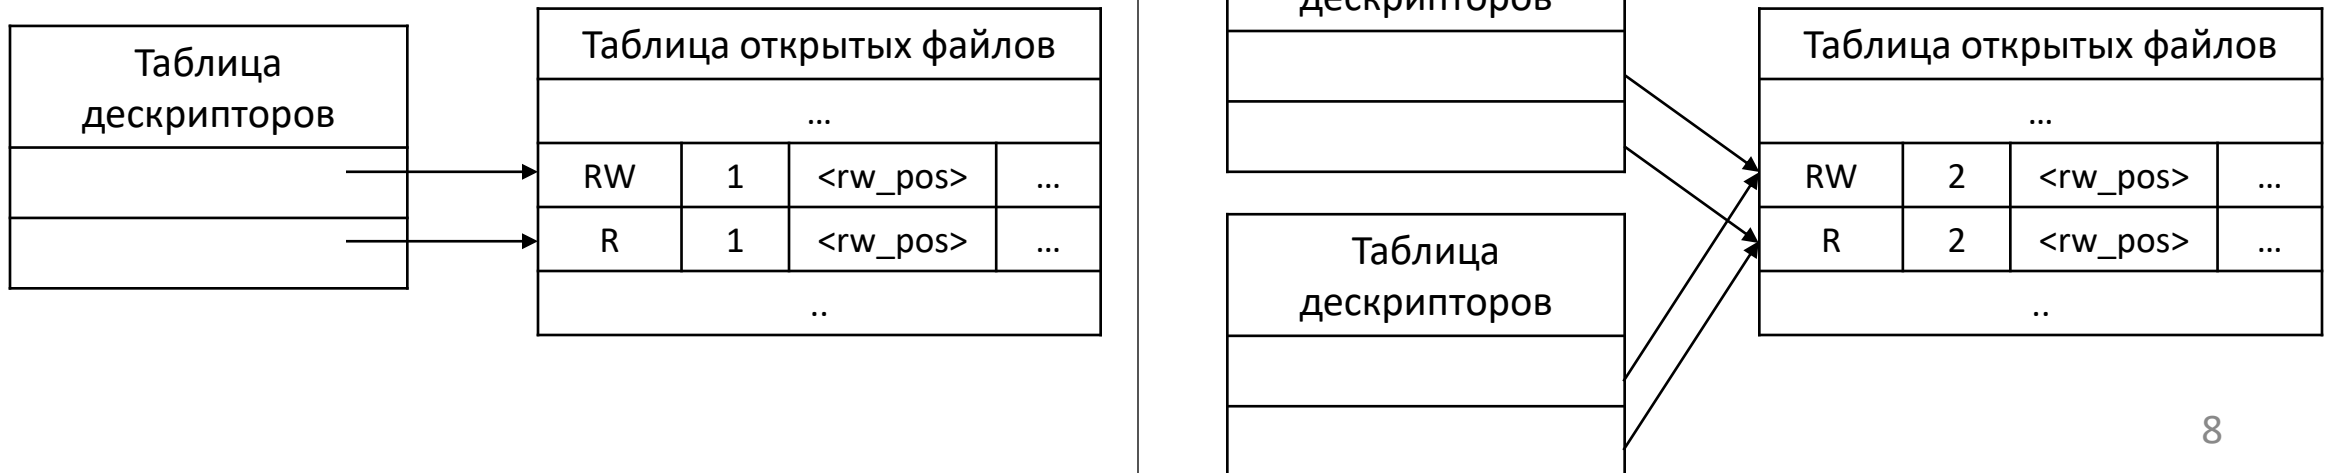 Таблица
дескрипторов
Таблица открытых файлов
...
RW 1 <rw_pos> ...
R 1 <rw_pos> ...
..
дескрипторов
Таблица
дескрипторов
Таблица открытых файлов
...
RW 2 <rw_pos> ...
R 2 <rw_pos> ...
..
8